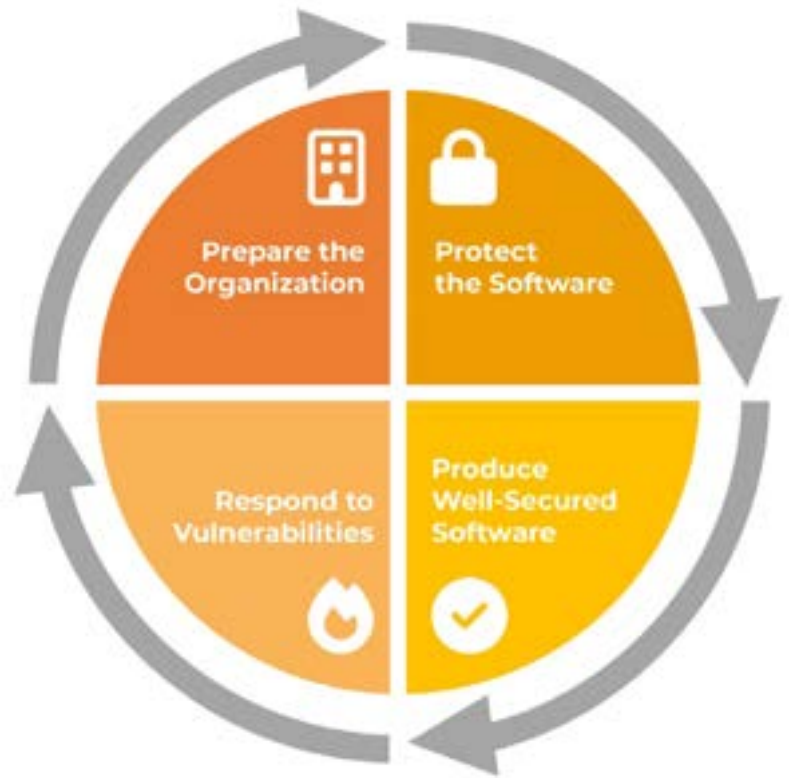 Prepare the
Organization
Protect
the Software
Produce
Well-Secured
Software
Respond to
Vulnerabilities